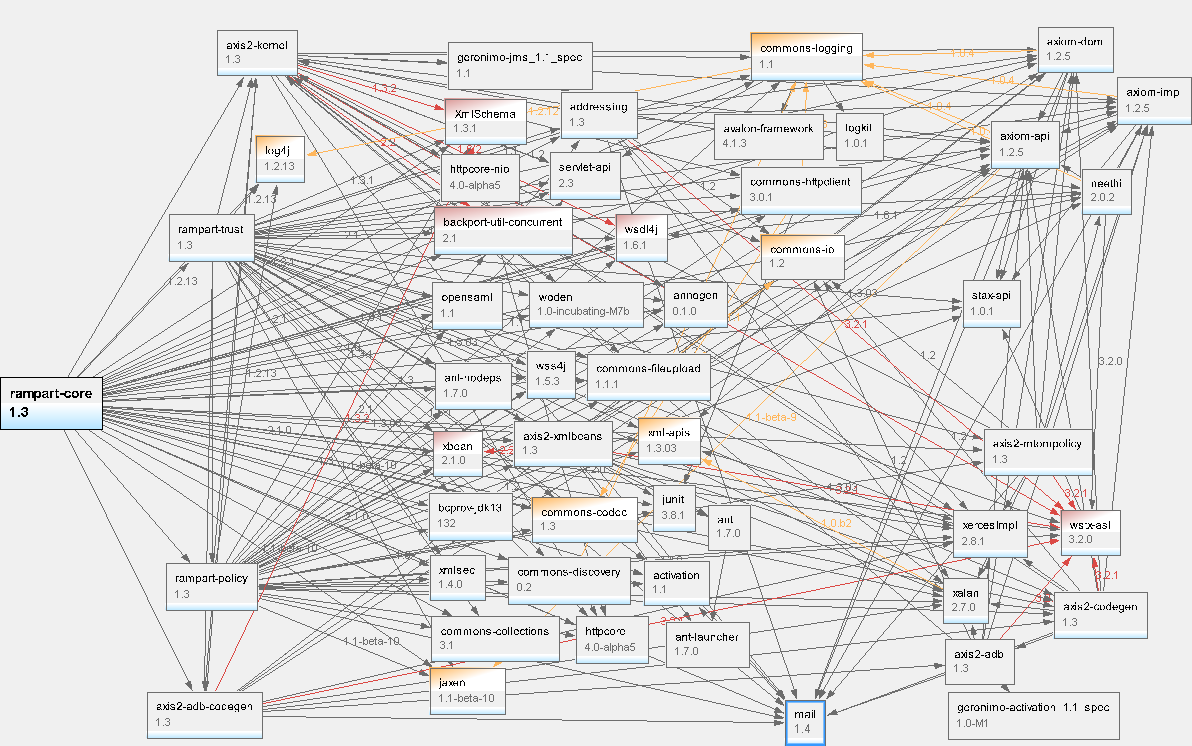 axis2-kernel
1.3
geronimo-jms_1.1_spec
1.1
commons-logging
1.1
axiom-dom
1.2.5
axiom-imp
1.2.5
XmlSchema
1.3.1
addressing
1.3
avalon-framework
4.1.3
logkit
1.0.1
axiom-api
1.2.5
log4j
1.2.13
httpcore-nio
4.0-alpha5
servlet-api
2.3
commons-httpclient
3.0.1
neethi
2.0.2
rampart-trust
1.3
backport-util-concurrent
2.1
wsdl4j
1.6.1
commons-io
1.2
opensaml
1.1
woden
1.0-incubating-M7b
annogen
0.1.0
stax-api
1.0.1
rampart-core
1.3
ant-nodeps
1.7.0
wss4j
1.5.3
commons-fileupload
1.1.1
xbean
2.1.0
axis2-xmlbeans
1.3
xml-apis
1.3.03
axis2-mtompolicy
1.3
bcprov-jdk13
132
commons-codec
1.3
junit
3.8.1
ant
1.7.0
xercesImpl
2.8.1
wstx-asl
3.2.0
rampart-policy
1.3
xmlsec
1.4.0
commons-discovery
0.2
activation
1.1
xalan
2.7.0
axis2-codegen
1.3
commons-collections
3.1
httpcore
4.0-alpha5
ant-launcher
1.7.0
axis2-adb
1.3
jaxen
1.1-beta-10
axis2-adb-codegen
1.3
mail
1.4
geronimo-activation_1.1_spec
1.0-M1
1.3.2
1.0.4
1.0.4
1.0.4
1.2.12
1.3.1
1.2
1.6.1
1.2.13
1.2.13
1.2.13
1.3.03
3.2.1
1.2
3.2.0
1.1-beta-9
1.2
1.2
3.1.0
1.1-beta-10
1.0.b2
3.2.1
1.1-beta-10
3.2.1
1.1-beta-10